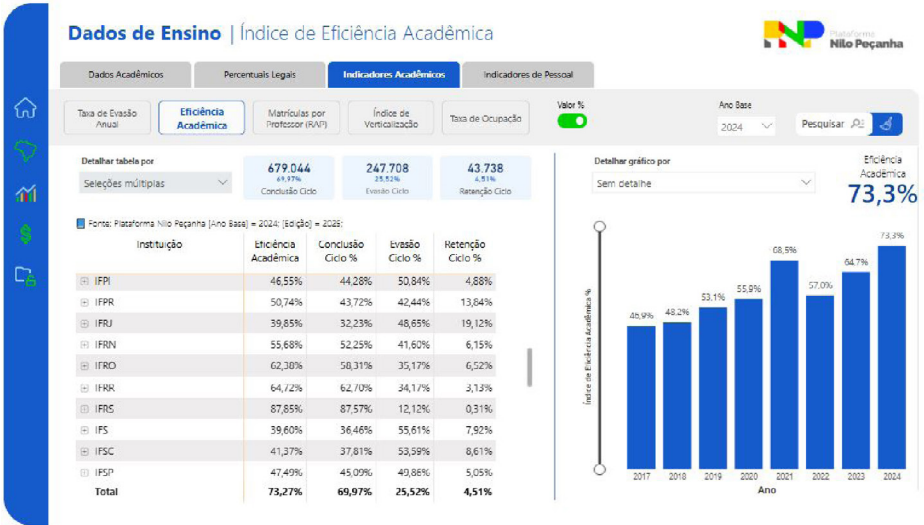 Dados de Ensino | Índice de Eficiência Acadêmica
Plataforma
Nilo Peçanha
Dados Acadêmicos Percentuais Legais Indicadores Acadêmicos Indicadores de Pessoal
Taxa de Evasão Anual
Eficiência Acadêmica
Matrículas por Professor (RAP)
Índice de Verticalização
Taxa de Ocupação
Valor %
Ano Base
2024
Pesquisar
Detalhar tabela por
Seleções múltiplas
679.044
69,97%
Conclusão Ciclo
247.708
25,52%
Evasão Ciclo
43.738
4,51%
Retenção Ciclo
Fonte: Plataforma Nilo Peçanha [Ano Base] = 2024; [Edição] = 2025;
Instituição Eficiência Acadêmica Conclusão Ciclo % Evasão Ciclo % Retenção Ciclo %
IFPI 46,55% 44,28% 50,84% 4,88%
IFPR 50,74% 43,72% 42,44% 13,84%
IFRJ 39,85% 32,23% 48,65% 19,12%
IFRN 55,68% 52,25% 41,60% 6,15%
IFRO 62,38% 58,31% 35,17% 6,52%
IFRR 64,72% 62,70% 34,17% 3,13%
IFRS 87,85% 87,57% 12,12% 0,31%
IFS 39,60% 36,46% 55,61% 7,92%
IFSC 41,37% 37,81% 53,59% 8,61%
IFSP 47,49% 45,09% 49,86% 5,05%
Total 73,27% 69,97% 25,52% 4,51%
Detalhar gráfico por
Sem detalhe
Eficiência
Acadêmica
73,3%
Índice de Eficiência Acadêmica %
46,9% 48,2% 53,1% 55,9% 68,5% 57,0% 64,7% 73,3%
2017 2018 2019 2020 2021 2022 2023 2024
Ano